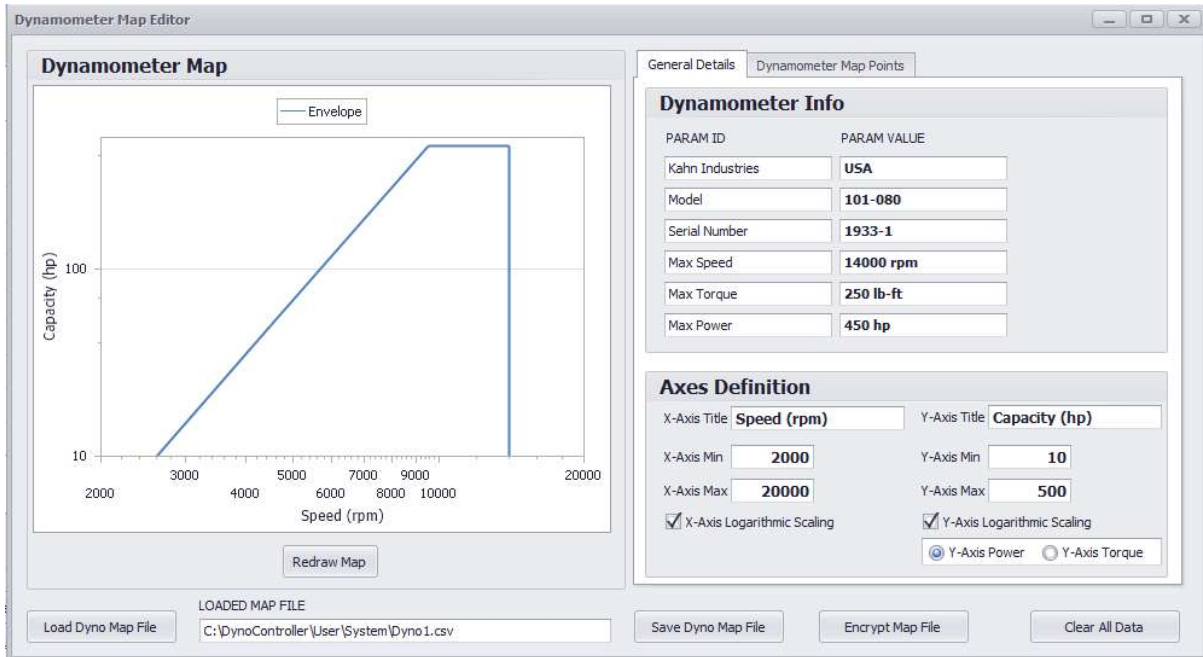 Dynamometer Map Editor
Dynamometer Map
Envelope
Capacity (hp)
100
10
3000 5000 7000 9000 20000
2000 4000 6000 8000 10000
Speed (rpm)
Redraw Map
General Details
Dynamometer Map Points
Dynamometer Info
PARAM ID PARAM VALUE
Kahn Industries USA
Model 101-080
Serial Number 1933-1
Max Speed 14000 rpm
Max Torque 250 lb-ft
Max Power 450 hp
Axes Definition
X-Axis Title Speed (rpm) Y-Axis Title Capacity (hp)
X-Axis Min 2000 Y-Axis Min 10
X-Axis Max 20000 Y-Axis Max 500
X-Axis Logarithmic Scaling Y-Axis Logarithmic Scaling
Y-Axis Power Y-Axis Torque
LOADED MAP FILE
Load Dyno Map File C:\DynoController\User\System\Dyno1.csv Save Dyno Map File Encrypt Map File Clear All Data